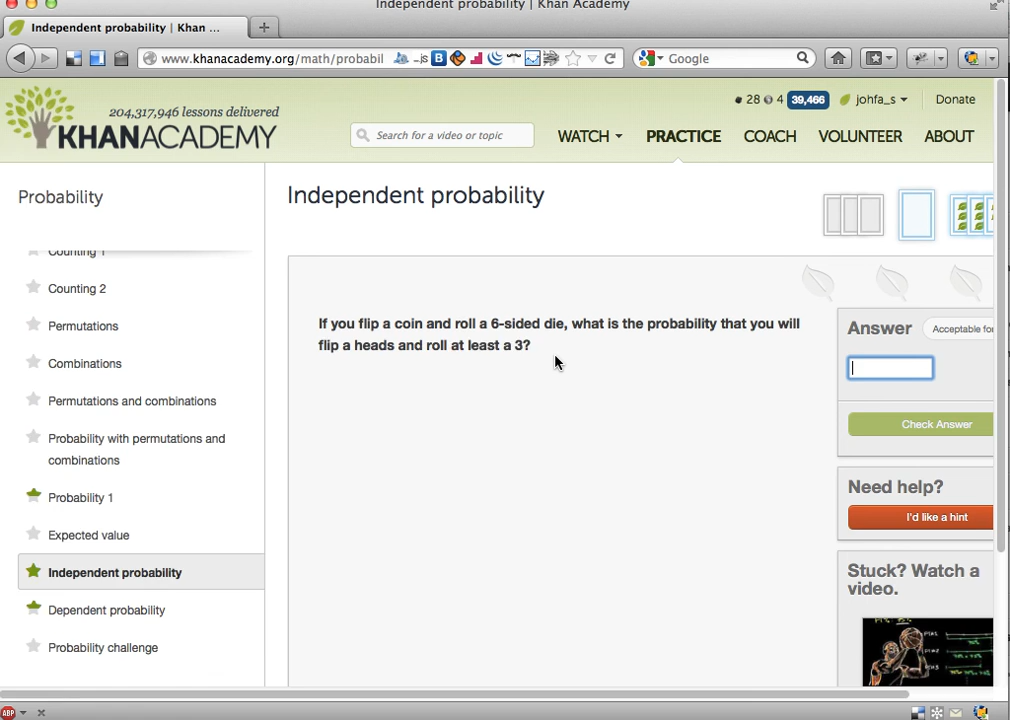 Independent probability | Khan Academy
Independent probability | Khan ...
+
www.khanacademy.org/math/probabil
Google
204,317,946 lessons delivered
KHANACADEMY
Search for a video or topic
28 4 39,466 johfa_s Donate
WATCH PRACTICE COACH VOLUNTEER ABOUT
Probability
Counting 1
Counting 2
Permutations
Combinations
Permutations and combinations
Probability with permutations and
combinations
Probability 1
Expected value
Independent probability
Dependent probability
Probability challenge
Independent probability
If you flip a coin and roll a 6-sided die, what is the probability that you will
flip a heads and roll at least a 3?
Answer
Acceptable for
Check Answer
Need help?
I'd like a hint
Stuck? Watch a
video.
ABP